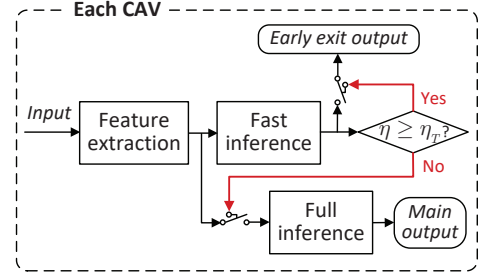 Each CAV
Early exit output
Input
Feature
extraction
Fast
inference
η ≥ η_T?
Yes
No
Full
inference
Main
output